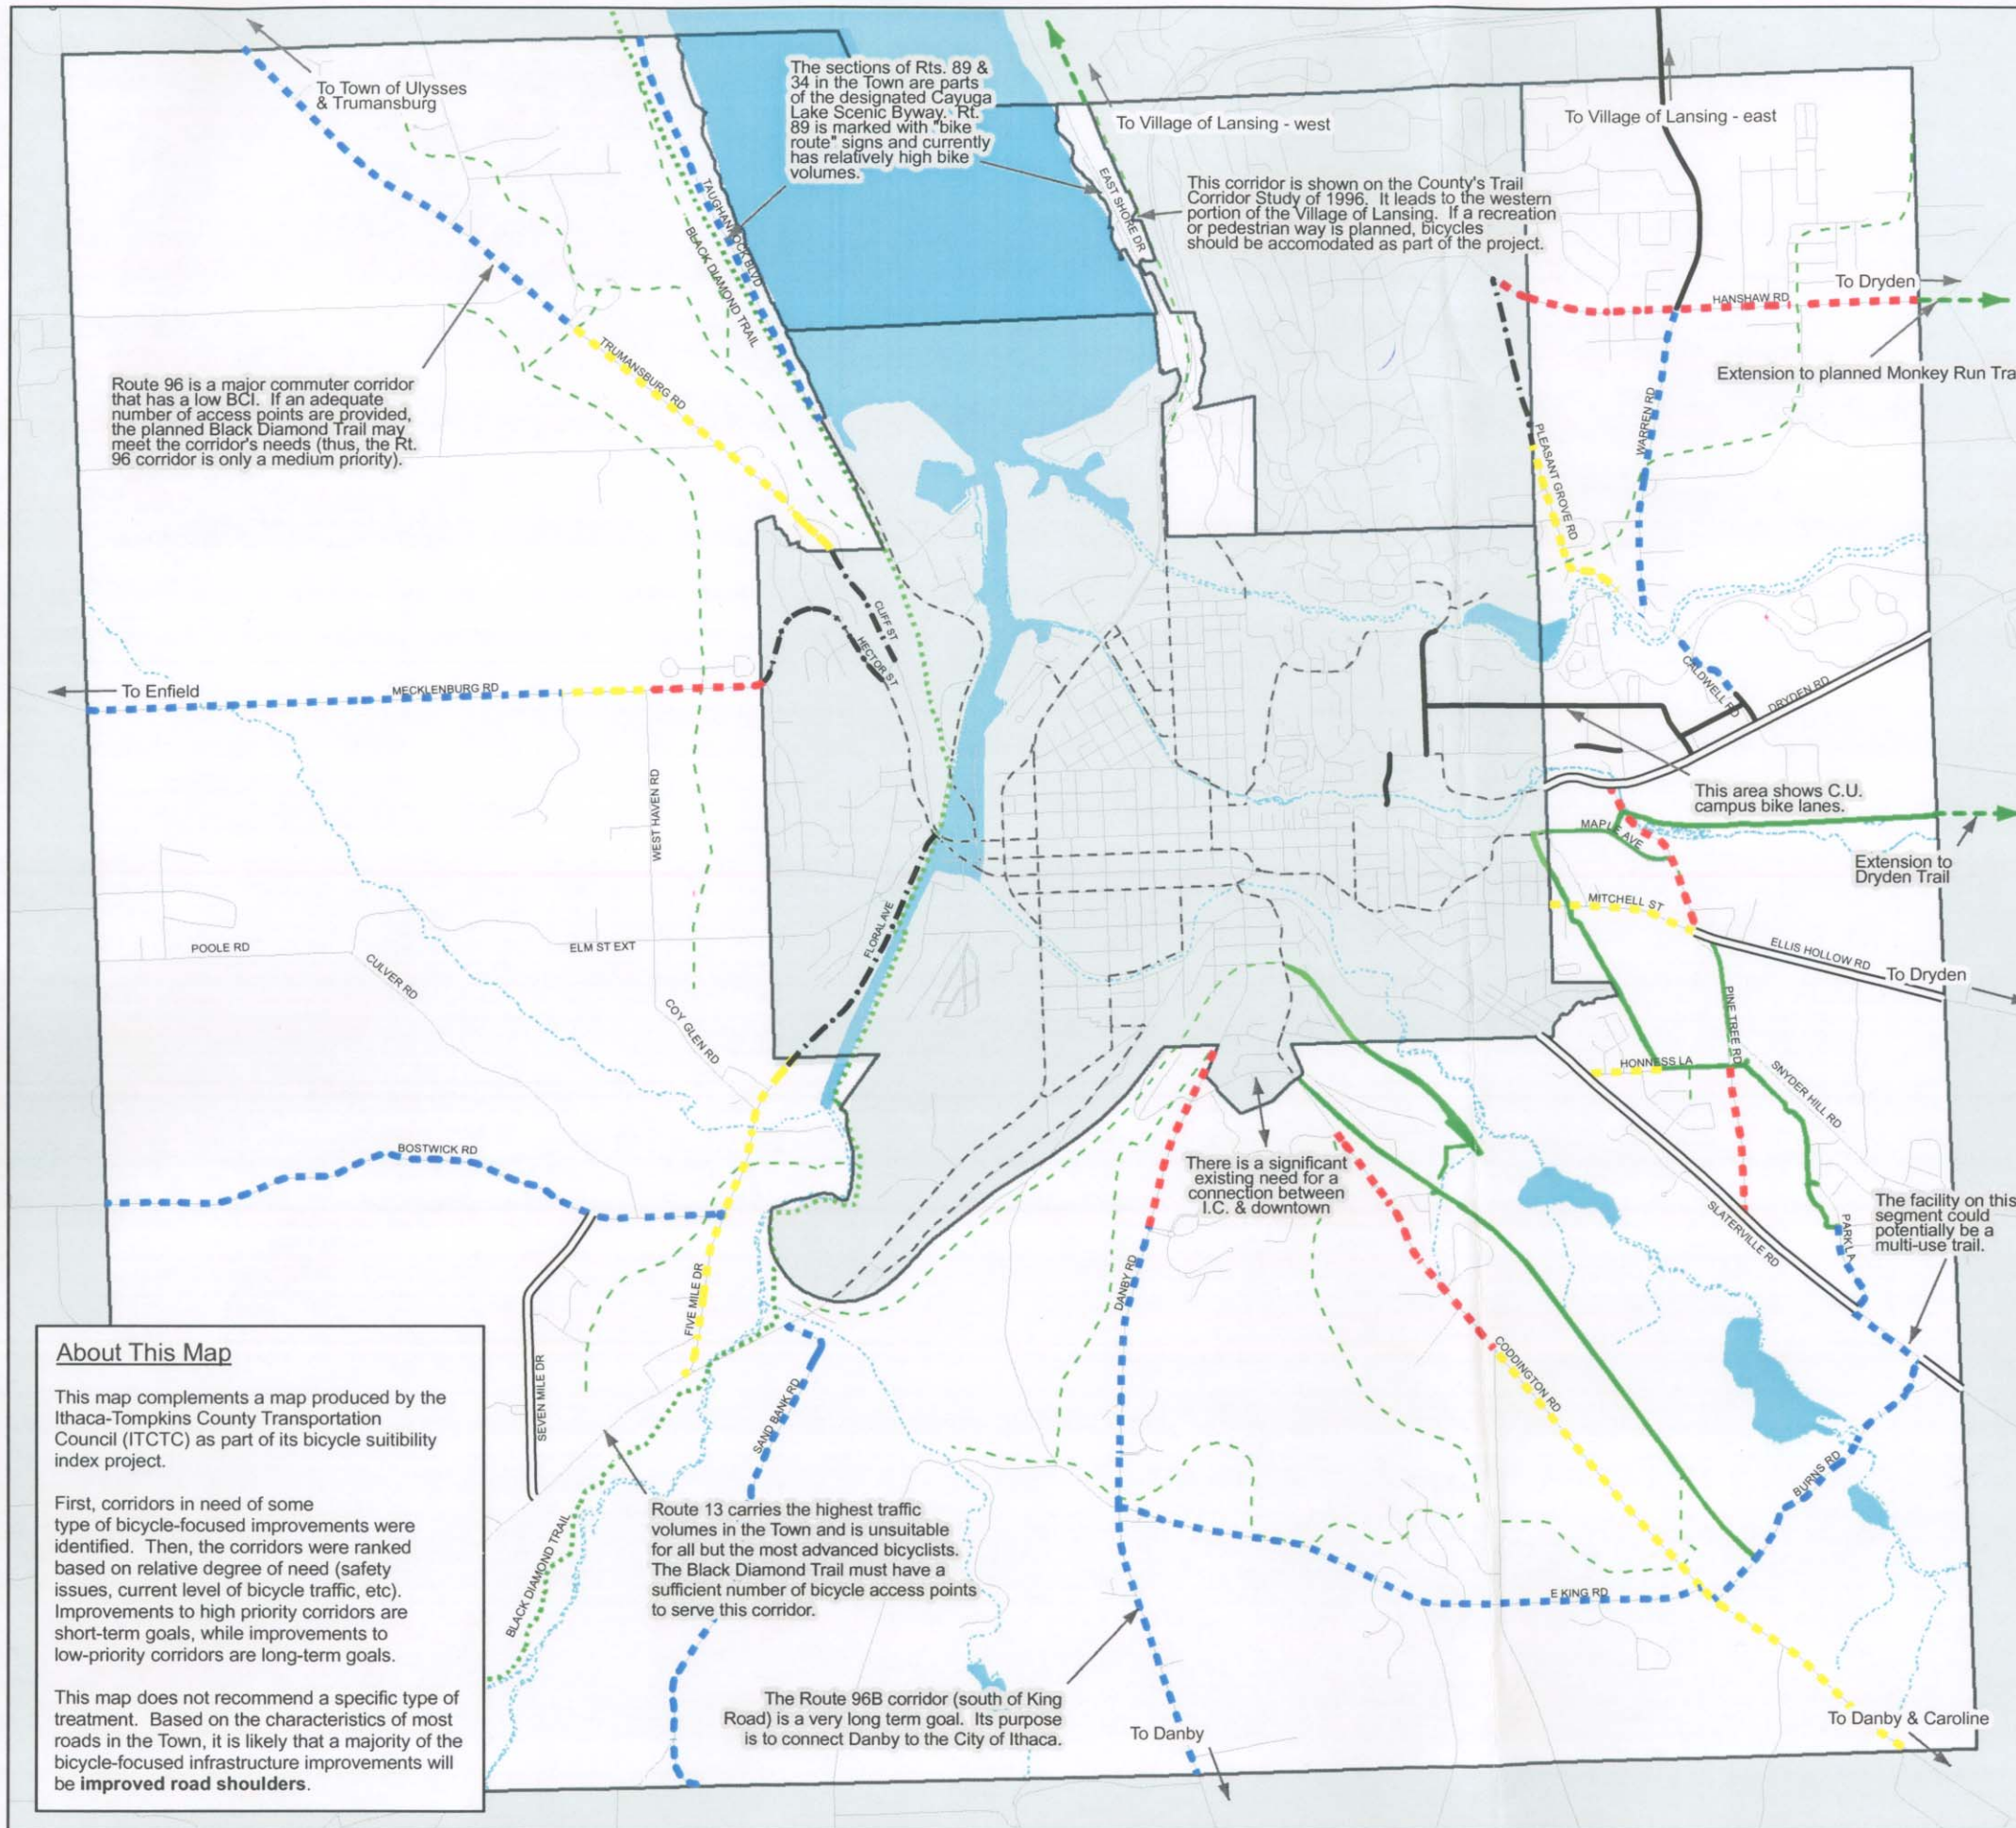 To Town of Ulysses
& Trumansburg
The sections of Rts. 89 &
34 in the Town are parts
of the designated Cayuga
Lake Scenic Byway. Rt.
89 is marked with "bike
route" signs and currently
has relatively high bike
volumes.
To Village of Lansing - west
To Village of Lansing - east
This corridor is shown on the County's Trail
Corridor Study of 1996. It leads to the western
portion of the Village of Lansing. If a recreation
or pedestrian way is planned, bicycles
should be accomodated as part of the project.
TAUGHANNOCK BLVD
BLACK DIAMOND TRAIL
EAST SHORE DR
To Dryden
HANSHAW RD
Extension to planned Monkey Run Tra
TRUMANSBURG RD
Route 96 is a major commuter corridor
that has a low BCI. If an adequate
number of access points are provided,
the planned Black Diamond Trail may
meet the corridor's needs (thus, the Rt.
96 corridor is only a medium priority).
WARREN RD
PLEASANT GROVE RD
CLIFF ST
HECTOR ST
To Enfield
MECKLENBURG RD
CALDWELL RD
DRYDEN RD
This area shows C.U.
campus bike lanes.
WEST HAVEN RD
MAPLE AVE
Extension to
Dryden Trail
MITCHELL ST
FLORAL AVE
POOLE RD
ELM ST EXT
CULVER RD
ELLIS HOLLOW RD
To Dryden
COY GLEN RD
PINE TREE RD
HONNESS LA
SNYDER HILL RD
BOSTWICK RD
There is a significant
existing need for a
connection between
I.C. & downtown
SLATERVILLE RD
PARK LA
The facility on this
segment could
potentially be a
multi-use trail.
DANBY RD
FIVE MILE DR
SEVEN MILE DR
SAND BANK RD
CODDINGTON RD
BURNS RD
Route 13 carries the highest traffic
volumes in the Town and is unsuitable
for all but the most advanced bicyclists.
The Black Diamond Trail must have a
sufficient number of bicycle access points
to serve this corridor.
BLACK DIAMOND TRAIL
E KING RD
The Route 96B corridor (south of King
Road) is a very long term goal. Its purpose
is to connect Danby to the City of Ithaca.
To Danby
To Danby & Caroline
About This Map
This map complements a map produced by the
Ithaca-Tompkins County Transportation
Council (ITCTC) as part of its bicycle suitibility
index project.
First, corridors in need of some
type of bicycle-focused improvements were
identified. Then, the corridors were ranked
based on relative degree of need (safety
issues, current level of bicycle traffic, etc).
Improvements to high priority corridors are
short-term goals, while improvements to
low-priority corridors are long-term goals.
This map does not recommend a specific type of
treatment. Based on the characteristics of most
roads in the Town, it is likely that a majority of the
bicycle-focused infrastructure improvements will
be improved road shoulders.